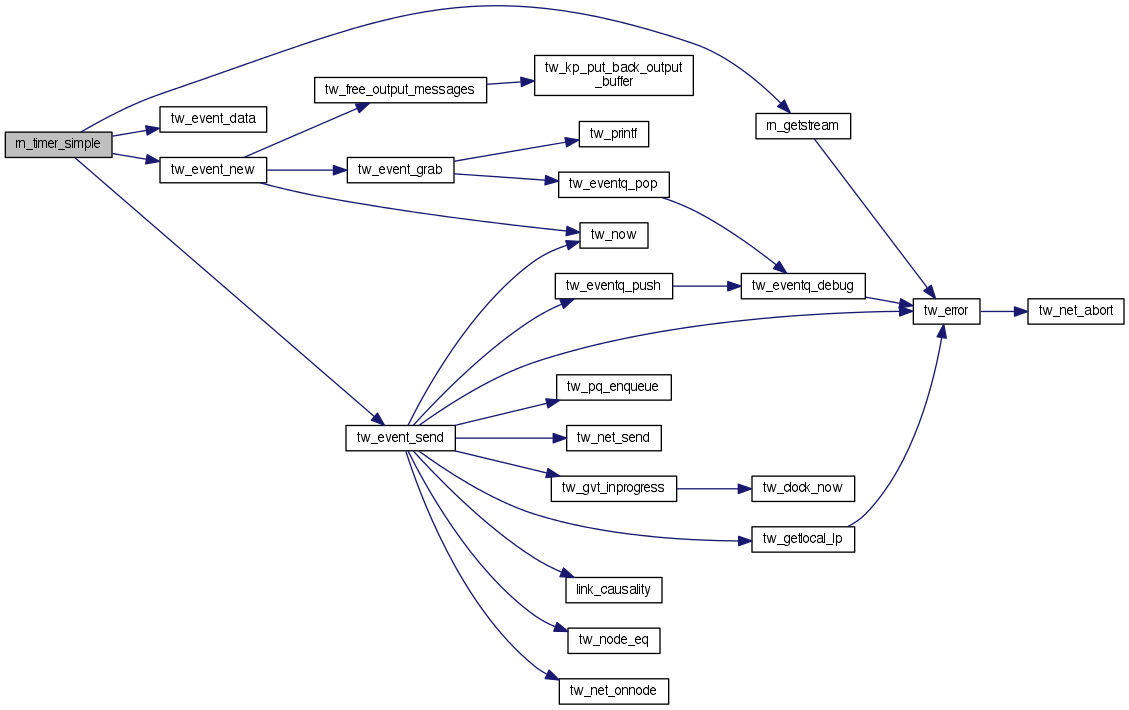 rn_timer_simple
tw_event_data
tw_event_new
tw_free_output_messages
tw_kp_put_back_output
_buffer
tw_event_grab
tw_printf
tw_eventq_pop
tw_now
tw_eventq_push
tw_eventq_debug
rn_getstream
tw_error
tw_net_abort
tw_event_send
tw_pq_enqueue
tw_net_send
tw_gvt_inprogress
tw_clock_now
tw_getlocal_lp
link_causality
tw_node_eq
tw_net_onnode